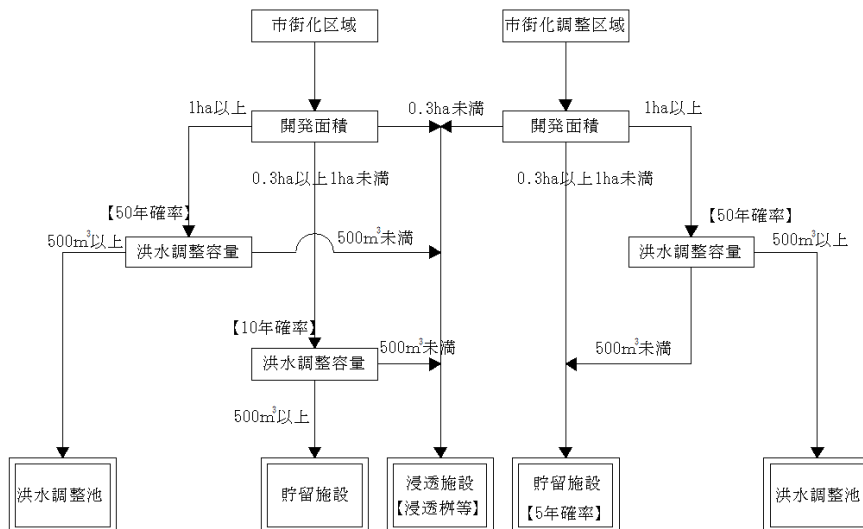 市街化区域
市街化調整区域
1ha以上
0.3ha未満
1ha以上
開発面積
開発面積
0.3ha以上1ha未満
0.3ha以上1ha未満
【50年確率】
【50年確率】
500m³以上
500m³未満
500m³以上
洪水調整容量
洪水調整容量
【10年確率】
500m³未満
500m³未満
洪水調整容量
500m³以上
洪水調整池
貯留施設
浸透施設
【浸透桝等】
貯留施設
【5年確率】
洪水調整池